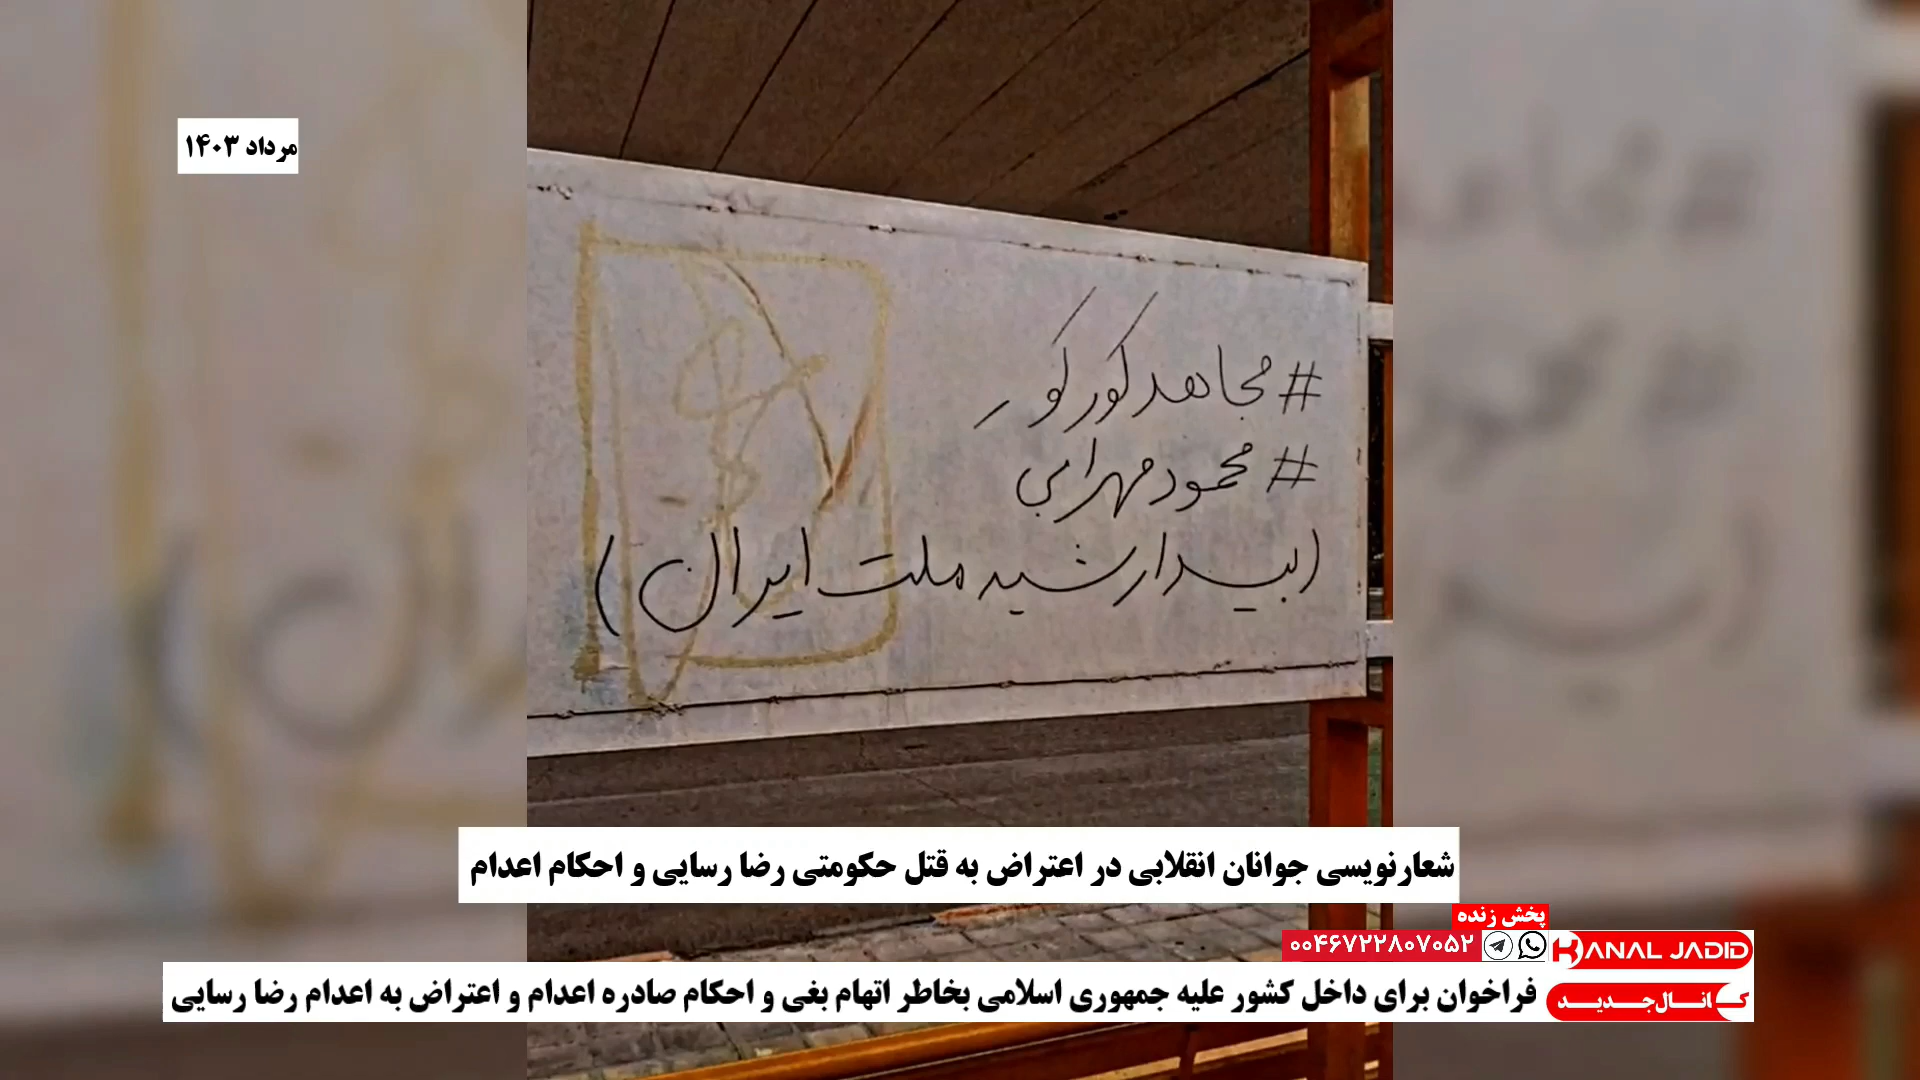 مرداد ۱۴۰۳
#مجاهد کورکور
#محمود مهرابی
(بیدار شید ملت ایران)
شعارنویسی جوانان انقلابی در اعتراض به قتل حکومتی رضا رسایی و احکام اعدام
پخش زنده
۰۰۴۶۷۲۲۸۰۷۰۵۲
KANAL JADID
کانال جدید
فراخوان برای داخل کشور علیه جمهوری اسلامی بخاطر اتهام بغی و احکام صادره اعدام و اعتراض به اعدام رضا رسایی